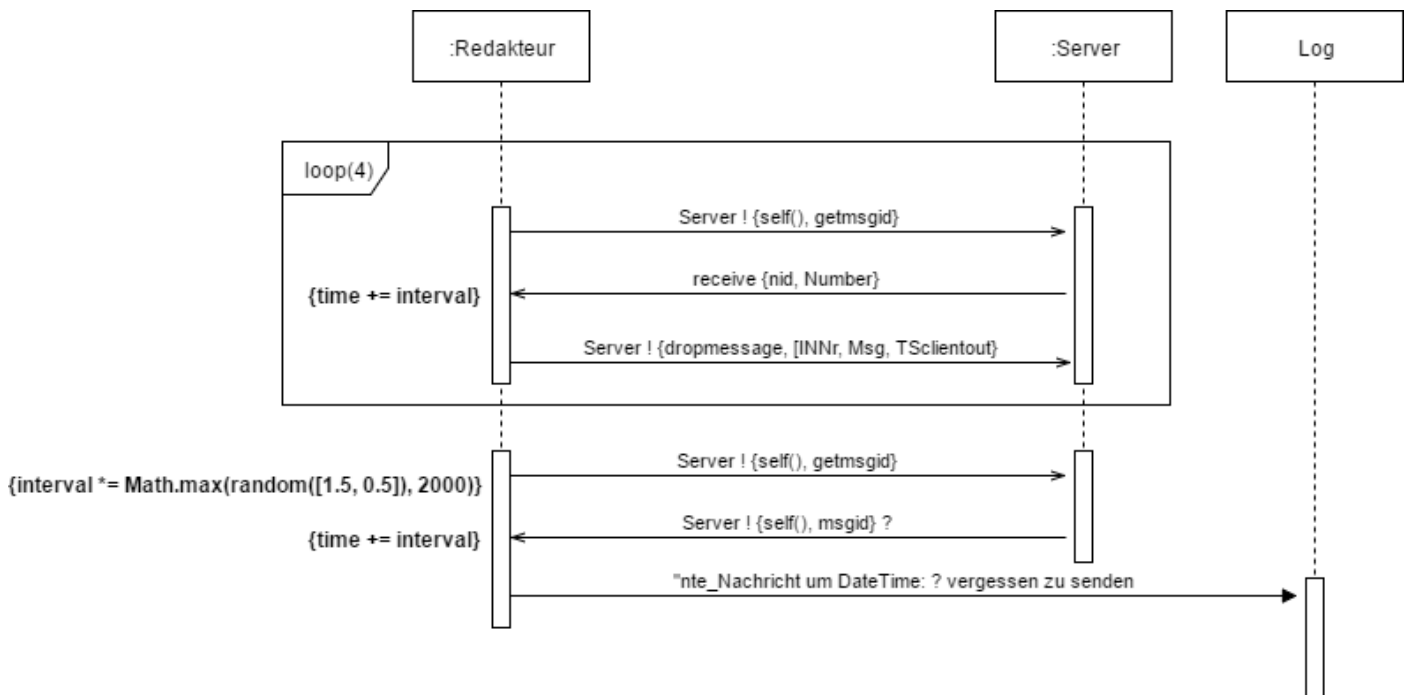 :Redakteur
:Server
Log
loop(4)
Server ! {self(), getmsgid}
receive {nid, Number}
{time += interval}
Server ! {dropmessage, [INNr, Msg, TSclientout}
Server ! {self(), getmsgid}
{interval *= Math.max(random([1.5, 0.5]), 2000)}
Server ! {self(), msgid} ?
{time += interval}
"nte_Nachricht um DateTime: ? vergessen zu senden